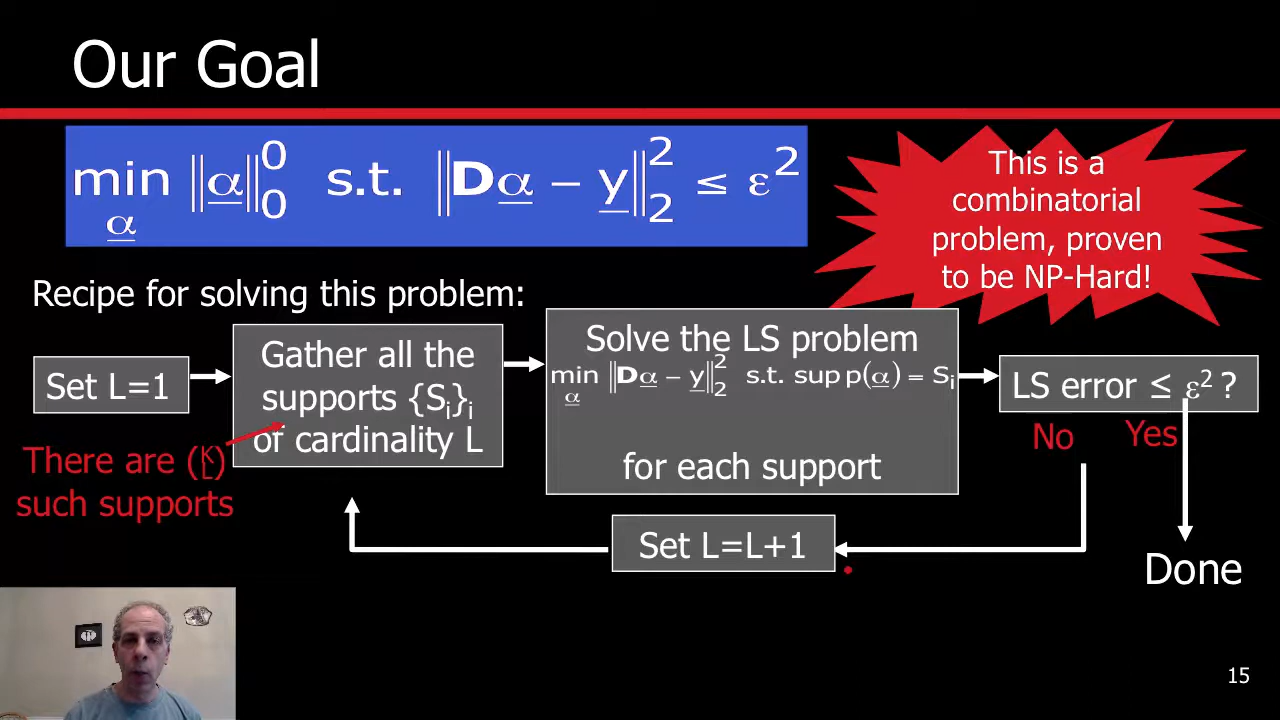 Our Goal
min ‖α‖₀⁰ s.t. ‖Dα − y‖₂² ≤ ε²
α
This is a
combinatorial
problem, proven
to be NP-Hard!
Recipe for solving this problem:
Set L=1
Gather all the
supports {Sᵢ}ᵢ
of cardinality L
There are (K L)
such supports
Solve the LS problem
min ‖Dα − y‖₂² s.t. supp(α) = Sᵢ
α
for each support
LS error ≤ ε² ?
No
Yes
Set L=L+1
Done
15